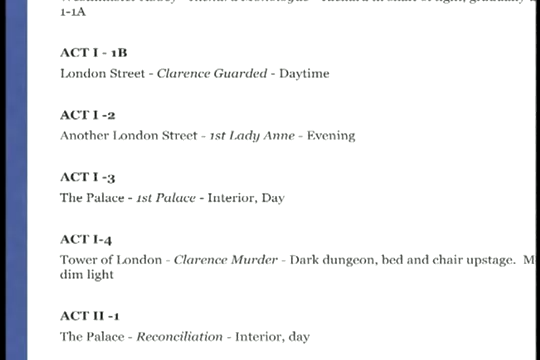 1-1A
ACT I - 1B
London Street - Clarence Guarded - Daytime
ACT I -2
Another London Street - 1st Lady Anne - Evening
ACT I -3
The Palace - 1st Palace - Interior, Day
ACT I-4
Tower of London - Clarence Murder - Dark dungeon, bed and chair upstage. M
dim light
ACT II -1
The Palace - Reconciliation - Interior, day